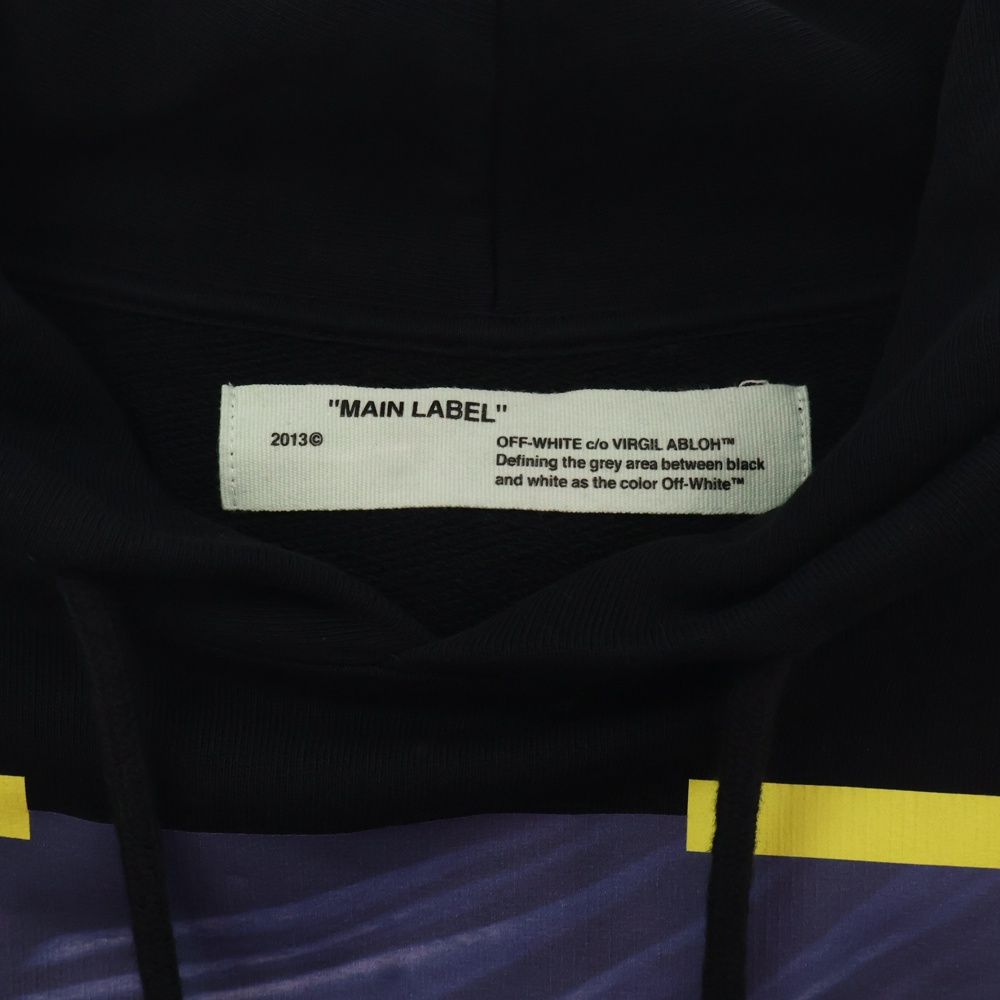 "MAIN LABEL"
2013©
OFF-WHITE c/o VIRGIL ABLOH™
Defining the grey area between black
and white as the color Off-White™